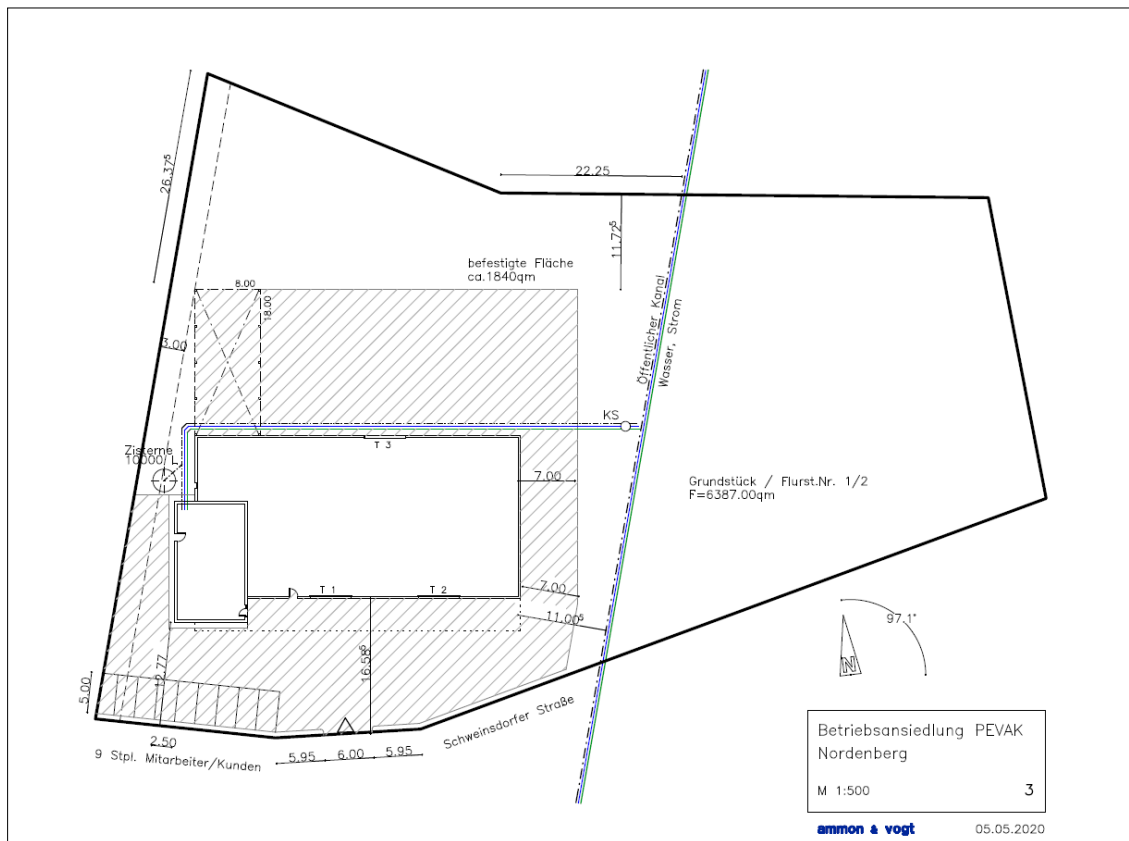 26.37⁵
22.25
11.72⁵
befestigte Fläche
ca.1840qm
8.00
18.00
3.00
Öffentlicher Kanal
Wasser, Strom
KS
T 3
Zisterne
10000 L
7.00
Grundstück / Flurst.Nr. 1/2
F=6387.00qm
T 1
T 2
7.00
11.00⁵
97.1°
N
12.77
16.58⁵
5.00
2.50
9 Stpl. Mitarbeiter/Kunden
5.95
6.00
5.95
Schweinsdorfer Straße
Betriebsansiedlung PEVAK
Nordenberg
M 1:500
3
ammon & vogt
05.05.2020